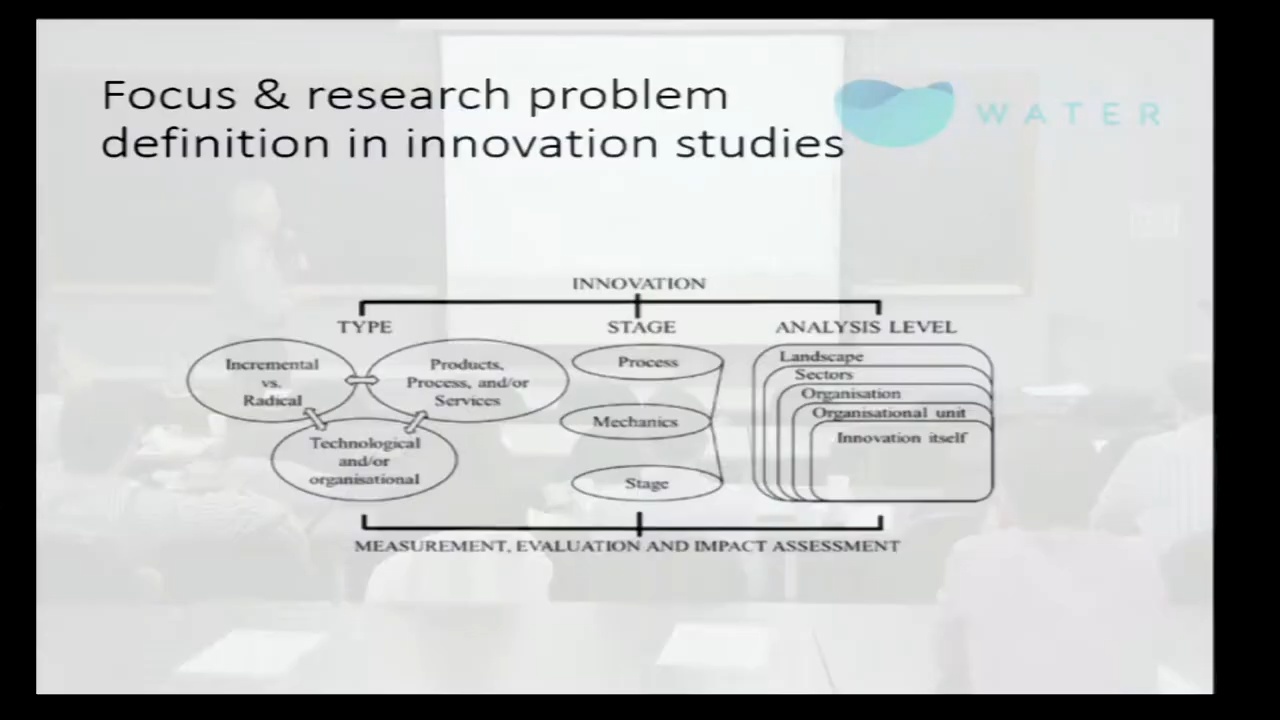 Focus & research problem
definition in innovation studies
WATER
INNOVATION
TYPE
STAGE
ANALYSIS LEVEL
Incremental
vs.
Radical
Products,
Process, and/or
Services
Technological
and/or
organisational
Process
Mechanics
Stage
Landscape
Sectors
Organisation
Organisational unit
Innovation itself
MEASUREMENT, EVALUATION AND IMPACT ASSESSMENT